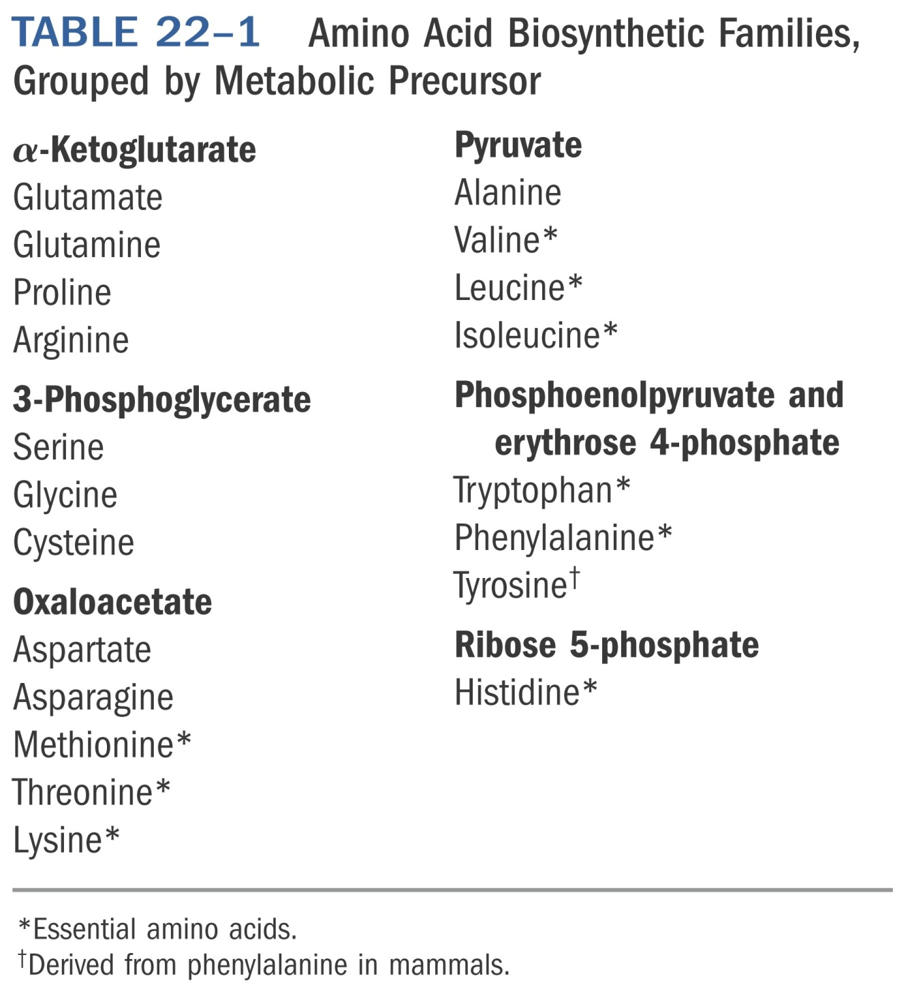 TABLE 22–1 Amino Acid Biosynthetic Families,
Grouped by Metabolic Precursor
α-Ketoglutarate
Glutamate
Glutamine
Proline
Arginine
3-Phosphoglycerate
Serine
Glycine
Cysteine
Oxaloacetate
Aspartate
Asparagine
Methionine*
Threonine*
Lysine*
Pyruvate
Alanine
Valine*
Leucine*
Isoleucine*
Phosphoenolpyruvate and
erythrose 4-phosphate
Tryptophan*
Phenylalanine*
Tyrosine†
Ribose 5-phosphate
Histidine*
*Essential amino acids.
†Derived from phenylalanine in mammals.